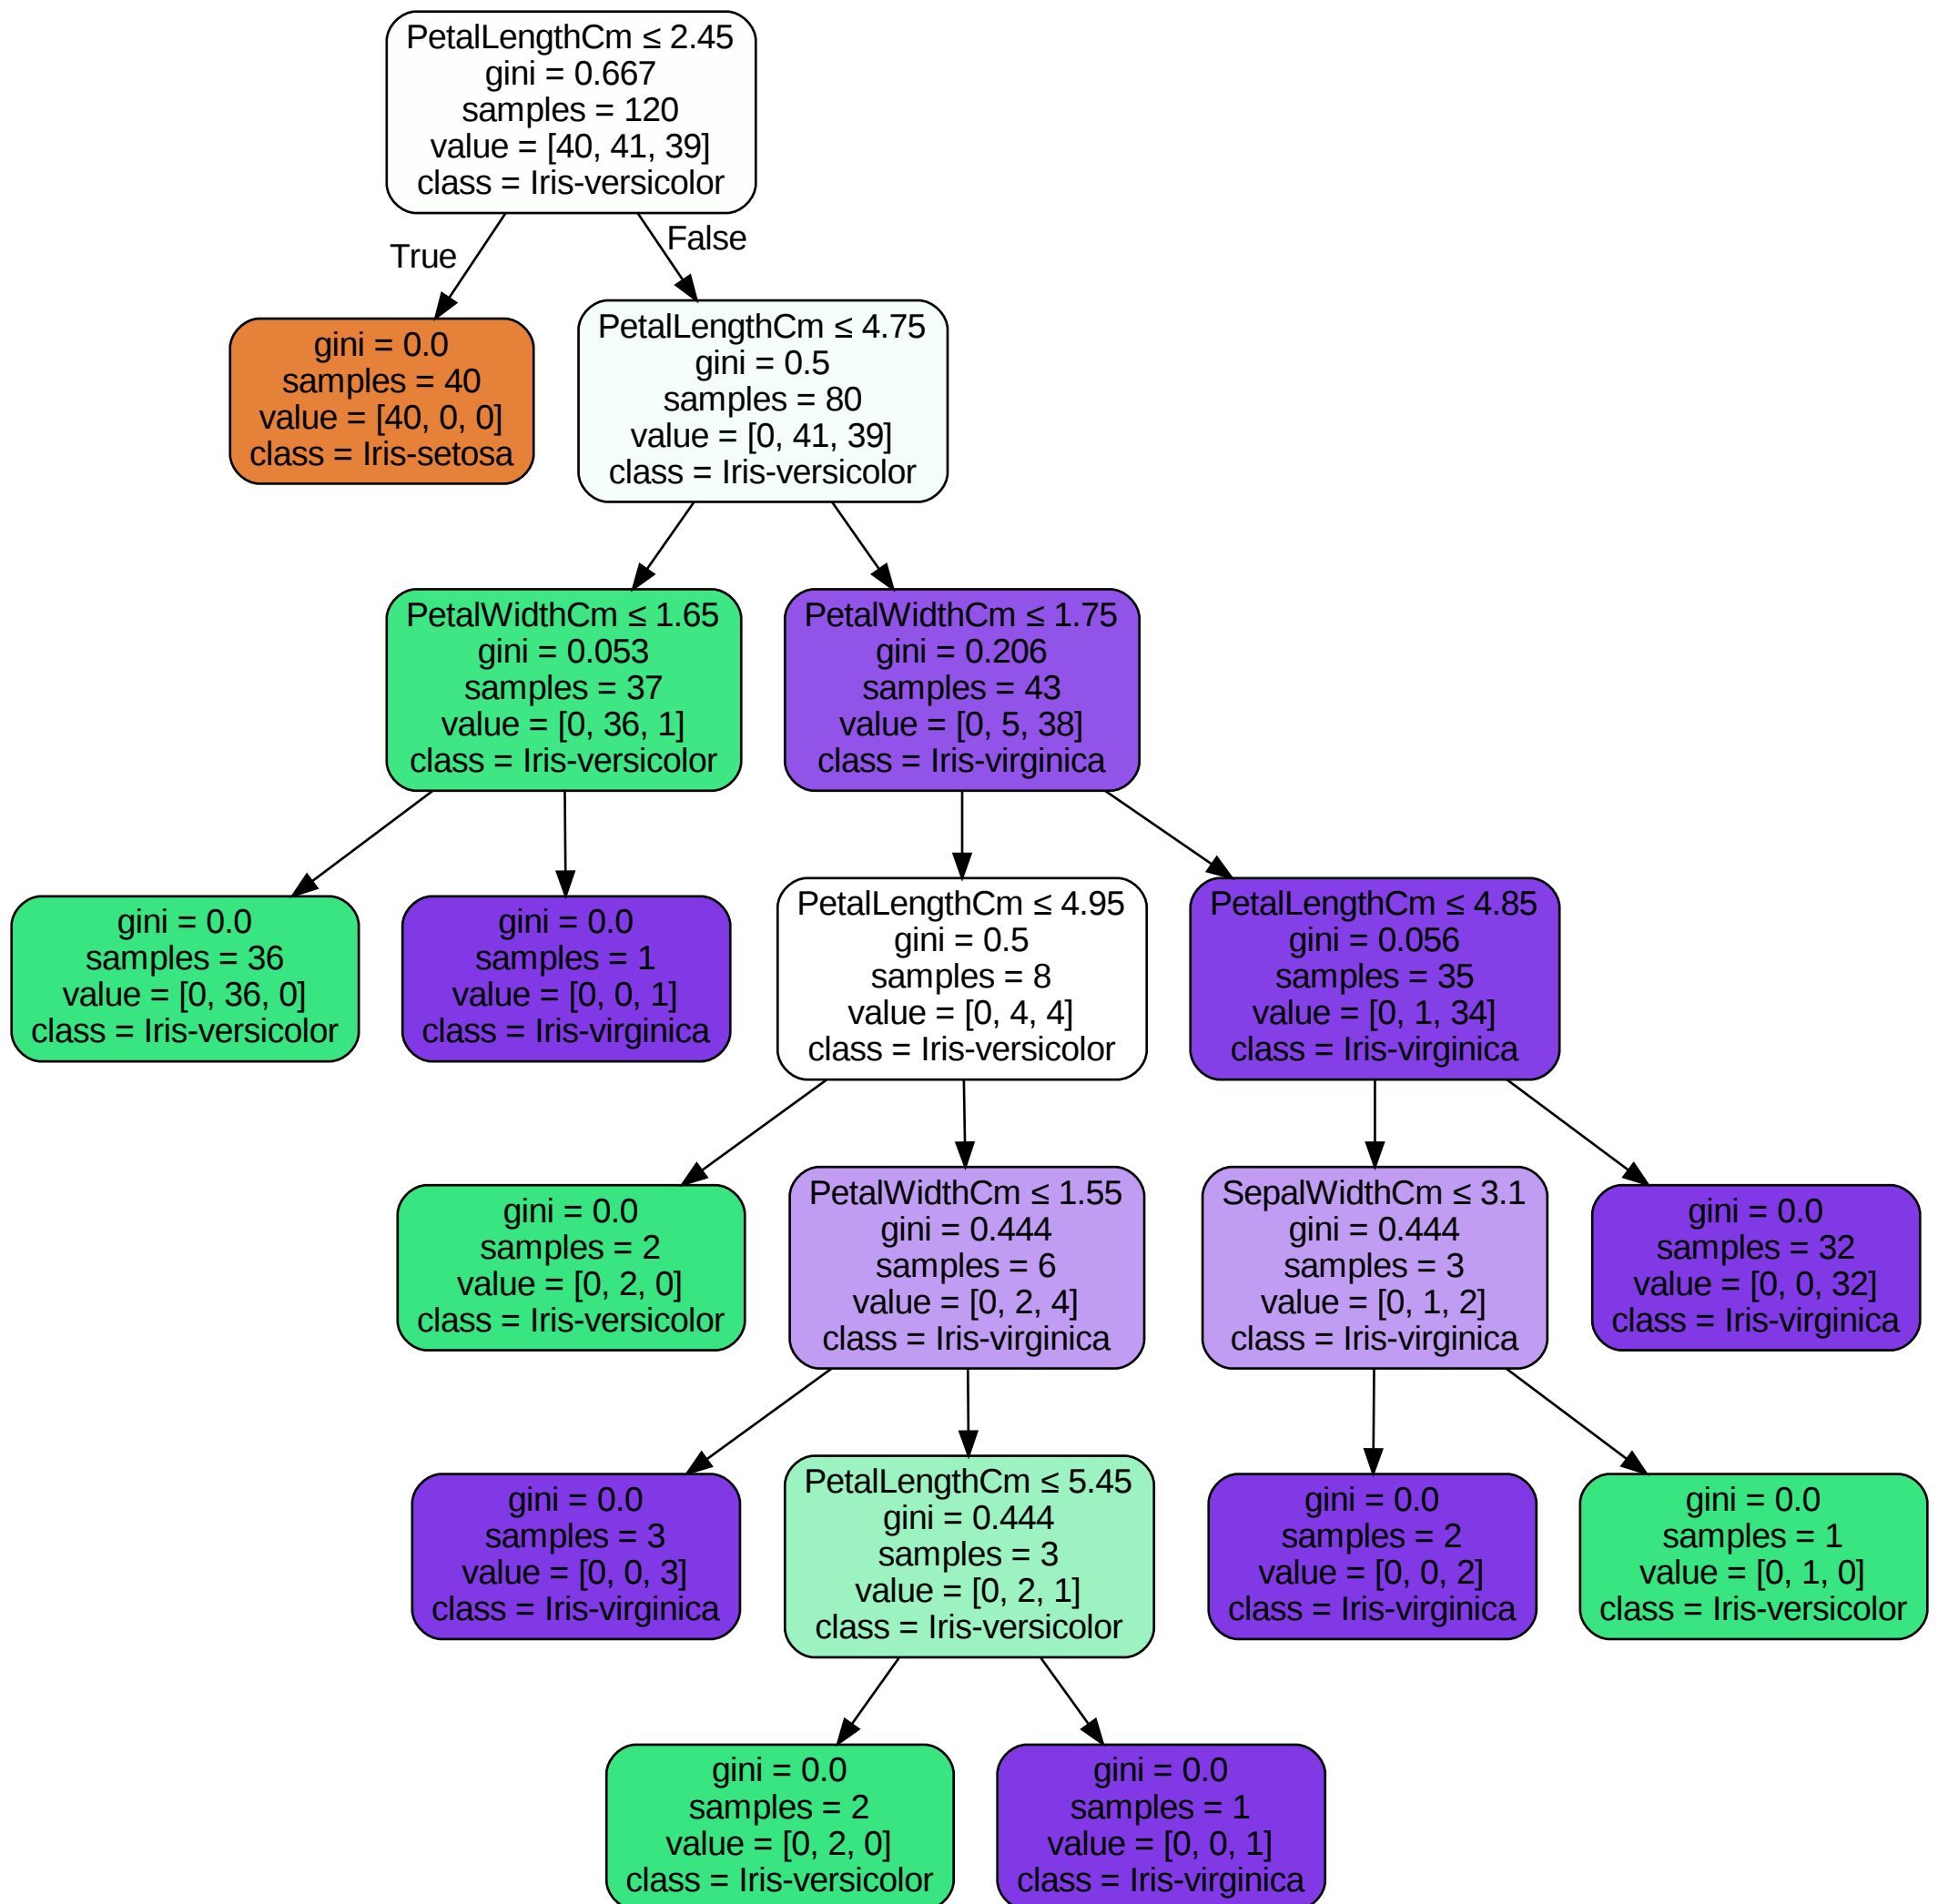 PetalLengthCm ≤ 2.45
gini = 0.667
samples = 120
value = [40, 41, 39]
class = Iris-versicolor
True
False
gini = 0.0
samples = 40
value = [40, 0, 0]
class = Iris-setosa
PetalLengthCm ≤ 4.75
gini = 0.5
samples = 80
value = [0, 41, 39]
class = Iris-versicolor
PetalWidthCm ≤ 1.65
gini = 0.053
samples = 37
value = [0, 36, 1]
class = Iris-versicolor
PetalWidthCm ≤ 1.75
gini = 0.206
samples = 43
value = [0, 5, 38]
class = Iris-virginica
gini = 0.0
samples = 36
value = [0, 36, 0]
class = Iris-versicolor
gini = 0.0
samples = 1
value = [0, 0, 1]
class = Iris-virginica
PetalLengthCm ≤ 4.95
gini = 0.5
samples = 8
value = [0, 4, 4]
class = Iris-versicolor
PetalLengthCm ≤ 4.85
gini = 0.056
samples = 35
value = [0, 1, 34]
class = Iris-virginica
gini = 0.0
samples = 2
value = [0, 2, 0]
class = Iris-versicolor
PetalWidthCm ≤ 1.55
gini = 0.444
samples = 6
value = [0, 2, 4]
class = Iris-virginica
SepalWidthCm ≤ 3.1
gini = 0.444
samples = 3
value = [0, 1, 2]
class = Iris-virginica
gini = 0.0
samples = 32
value = [0, 0, 32]
class = Iris-virginica
gini = 0.0
samples = 3
value = [0, 0, 3]
class = Iris-virginica
PetalLengthCm ≤ 5.45
gini = 0.444
samples = 3
value = [0, 2, 1]
class = Iris-versicolor
gini = 0.0
samples = 2
value = [0, 0, 2]
class = Iris-virginica
gini = 0.0
samples = 1
value = [0, 1, 0]
class = Iris-versicolor
gini = 0.0
samples = 2
value = [0, 2, 0]
class = Iris-versicolor
gini = 0.0
samples = 1
value = [0, 0, 1]
class = Iris-virginica